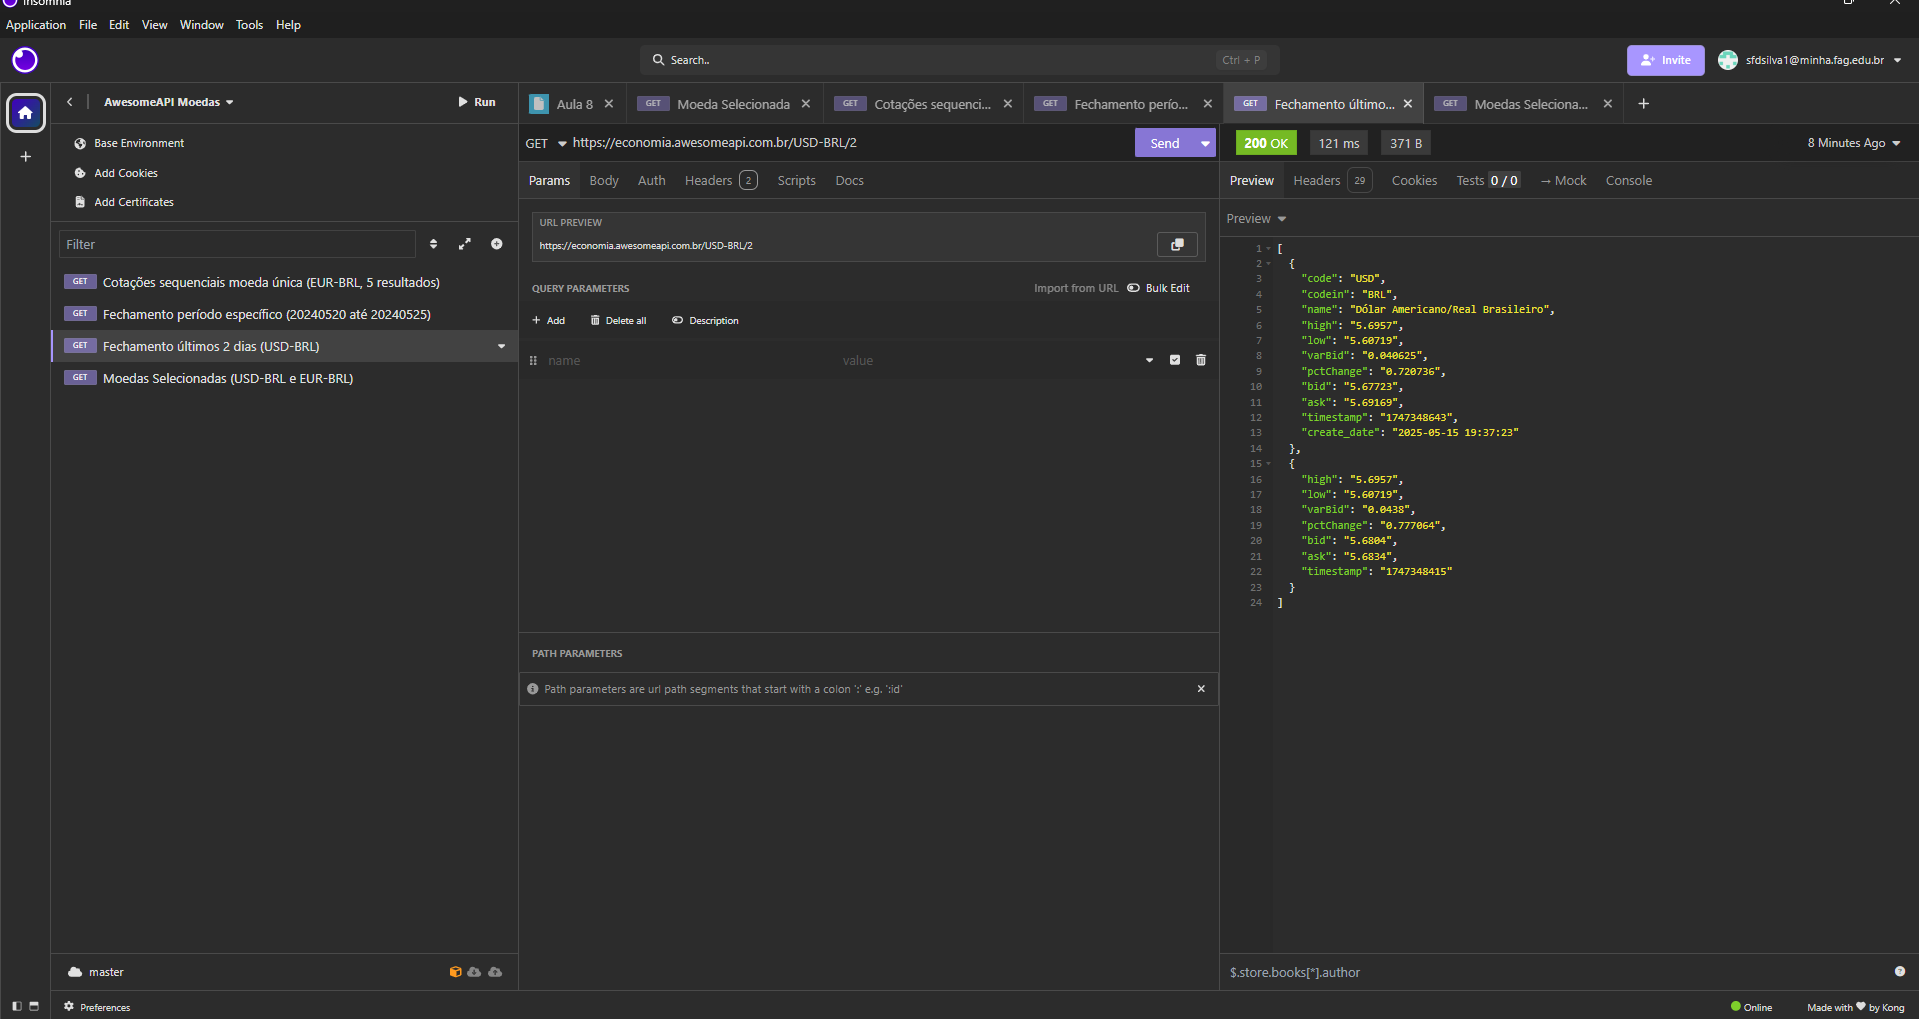 Insomnia
Application File Edit View Window Tools Help
Search.. Ctrl + P
Invite
sfdsilva1@minha.fag.edu.br
AwesomeAPI Moedas
Run
Base Environment
Add Cookies
Add Certificates
Filter
GET Cotações sequenciais moeda única (EUR-BRL, 5 resultados)
GET Fechamento período específico (20240520 até 20240525)
GET Fechamento últimos 2 dias (USD-BRL)
GET Moedas Selecionadas (USD-BRL e EUR-BRL)
master
Preferences
Aula 8
GET Moeda Selecionada
GET Cotações sequenci...
GET Fechamento perío...
GET Fechamento último...
GET Moedas Seleciona...
GET https://economia.awesomeapi.com.br/USD-BRL/2
Send
Params Body Auth Headers 2 Scripts Docs
URL PREVIEW
https://economia.awesomeapi.com.br/USD-BRL/2
QUERY PARAMETERS
Import from URL Bulk Edit
Add Delete all Description
name value
PATH PARAMETERS
Path parameters are url path segments that start with a colon ':' e.g. ':id'
200 OK 121 ms 371 B
8 Minutes Ago
Preview Headers 29 Cookies Tests 0 / 0 → Mock Console
Preview
1 [
2 {
3 "code": "USD",
4 "codein": "BRL",
5 "name": "Dólar Americano/Real Brasileiro",
6 "high": "5.6957",
7 "low": "5.60719",
8 "varBid": "0.040625",
9 "pctChange": "0.720736",
10 "bid": "5.67723",
11 "ask": "5.69169",
12 "timestamp": "1747348643",
13 "create_date": "2025-05-15 19:37:23"
14 },
15 {
16 "high": "5.6957",
17 "low": "5.60719",
18 "varBid": "0.0438",
19 "pctChange": "0.777064",
20 "bid": "5.6804",
21 "ask": "5.6834",
22 "timestamp": "1747348415"
23 }
24 ]
$.store.books[*].author
Online
Made with ♥ by Kong